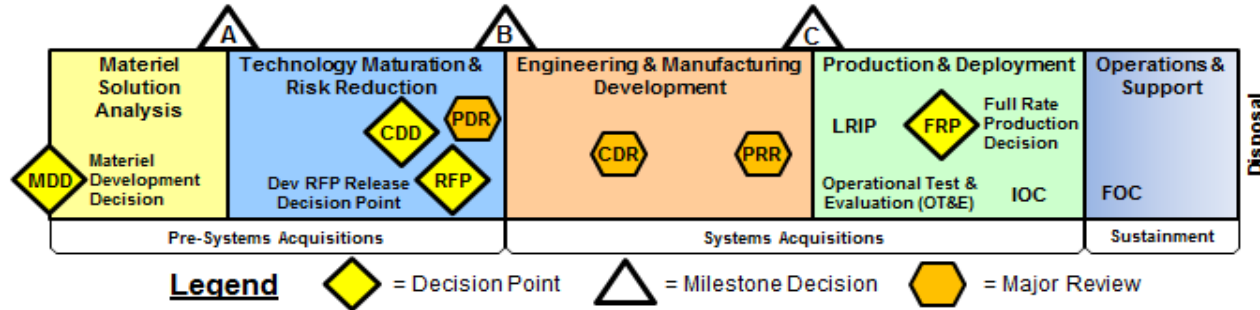 A
B
C
Materiel
Solution
Analysis
MDD
Materiel
Development
Decision
Technology Maturation &
Risk Reduction
CDD
PDR
Dev RFP Release
Decision Point
RFP
Engineering & Manufacturing
Development
CDR
PRR
Production & Deployment
LRIP
FRP
Full Rate
Production
Decision
Operational Test &
Evaluation (OT&E)
IOC
Operations &
Support
FOC
Disposal
Pre-Systems Acquisitions
Systems Acquisitions
Sustainment
Legend
= Decision Point
= Milestone Decision
= Major Review